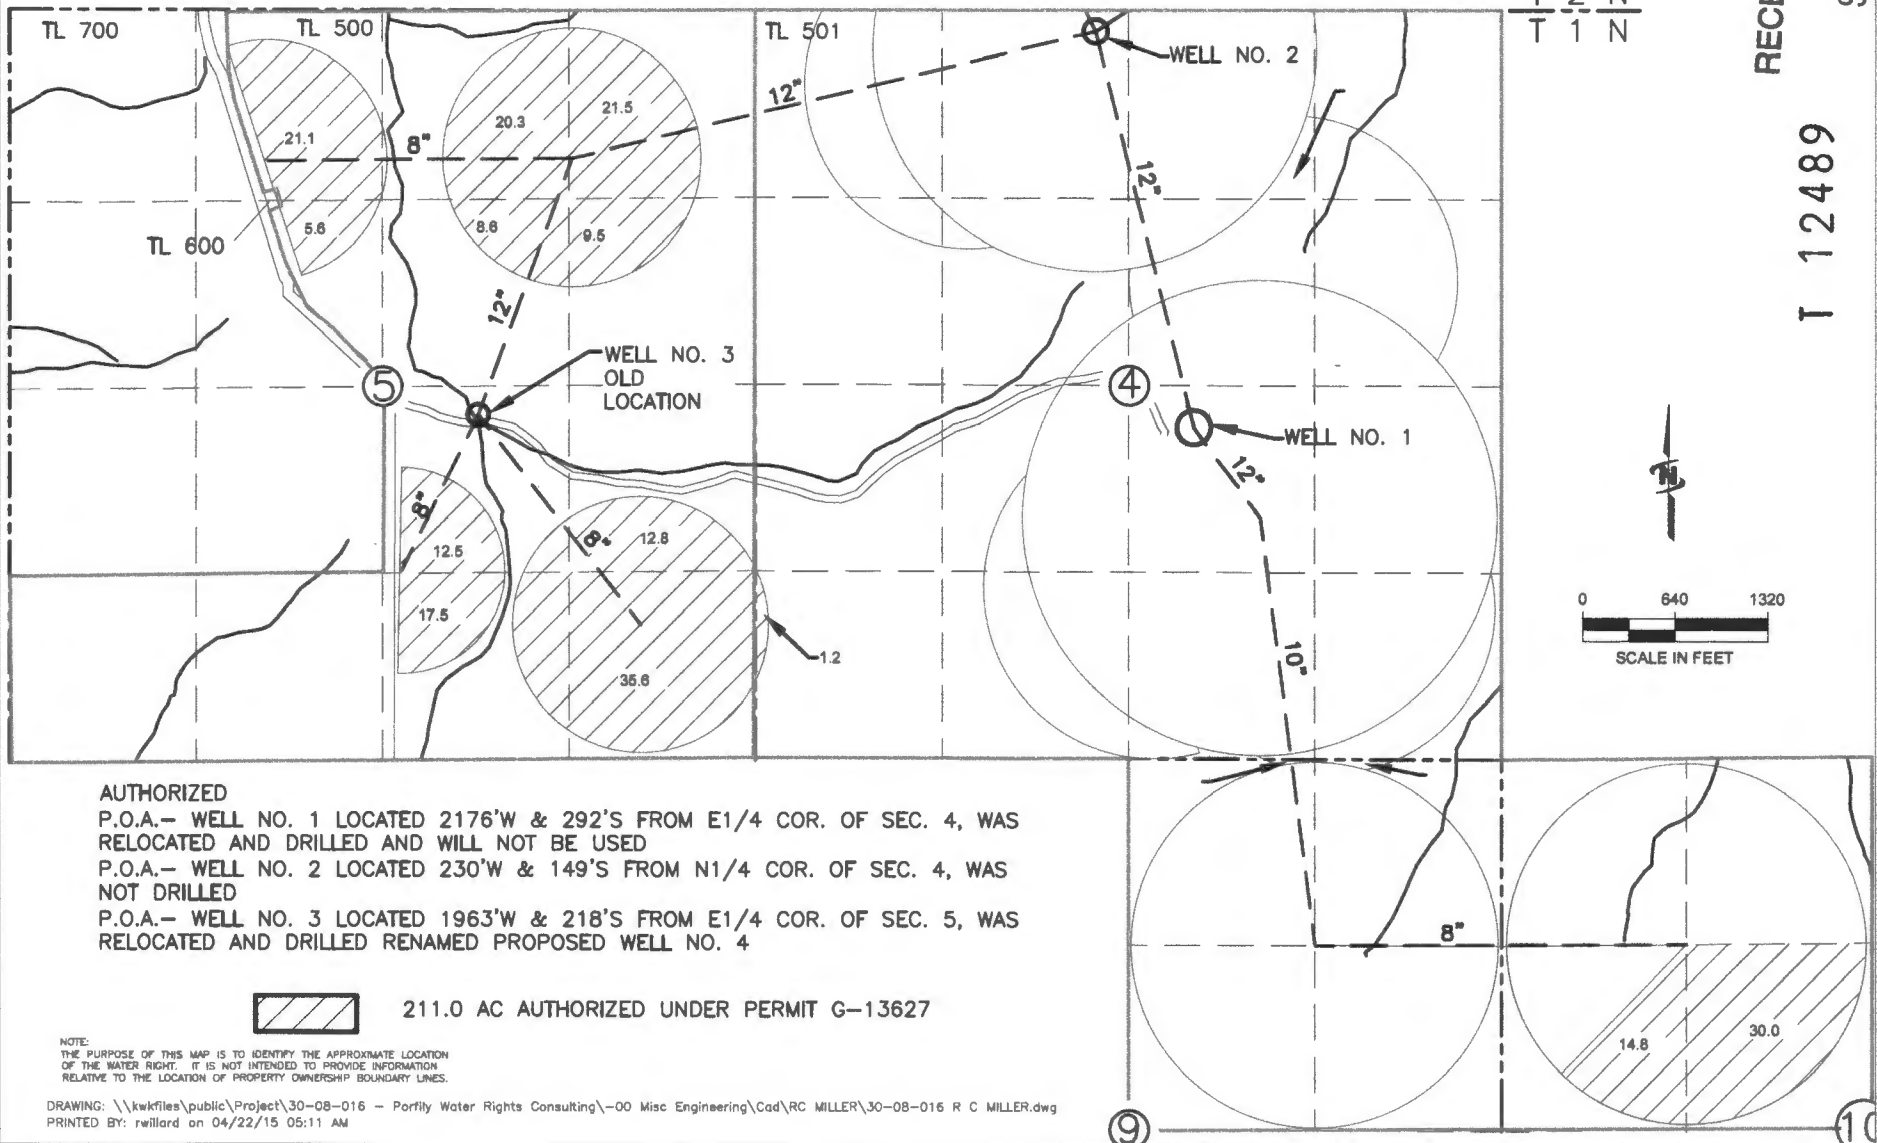 TL 700
TL 500
TL 501
T 1 N
RECE
T 12489
WELL NO. 2
12"
21.1
8"
20.3
21.5
12"
5.6
8.6
9.5
TL 600
12"
WELL NO. 3
OLD
LOCATION
5
4
WELL NO. 1
12"
N
8"
12.5
8"
12.8
17.5
35.6
1.2
10"
0 640 1320
SCALE IN FEET
AUTHORIZED
P.O.A.– WELL NO. 1 LOCATED 2176'W & 292'S FROM E1/4 COR. OF SEC. 4, WAS
RELOCATED AND DRILLED AND WILL NOT BE USED
P.O.A.– WELL NO. 2 LOCATED 230'W & 149'S FROM N1/4 COR. OF SEC. 4, WAS
NOT DRILLED
P.O.A.– WELL NO. 3 LOCATED 1963'W & 218'S FROM E1/4 COR. OF SEC. 5, WAS
RELOCATED AND DRILLED RENAMED PROPOSED WELL NO. 4
8"
211.0 AC AUTHORIZED UNDER PERMIT G–13627
14.8
30.0
NOTE:
THE PURPOSE OF THIS MAP IS TO IDENTIFY THE APPROXIMATE LOCATION
OF THE WATER RIGHT. IT IS NOT INTENDED TO PROVIDE INFORMATION
RELATIVE TO THE LOCATION OF PROPERTY OWNERSHIP BOUNDARY LINES.
DRAWING: \\kwkfiles\public\Project\30-08-016 – Portily Water Rights Consulting\-00 Misc Engineering\Cad\RC MILLER\30-08-016 R C MILLER.dwg
PRINTED BY: rwillard on 04/22/15 05:11 AM
9
10